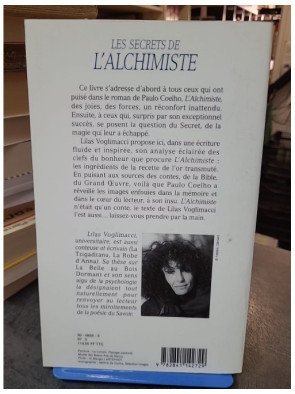 LES SECRETS DE
L'ALCHIMISTE
Ce livre s'adresse d'abord à tous ceux qui ont
puisé dans le roman de Paulo Coelho, L'Alchimiste,
des joies, des forces, un réconfort inattendu.
Ensuite, à ceux qui, surpris par son exceptionnel
succès, se posent la question du Secret, de la
magie qui leur a échappé.
Lilas Voglimacci propose ici, dans une écriture
fluide et inspirée, son analyse éclairée des
clefs du bonheur que procure L'Alchimiste :
les ingrédients de la recette de l'or transmuté.
En puisant aux sources des contes, de la Bible,
du Grand Œuvre, voilà que Paulo Coelho a
réveillé les images enfouies dans la mémoire et
dans le cœur du lecteur, à son insu. L'Alchimiste
n'était qu'un conte, le texte de Lilas Voglimacci
l'est aussi... laissez-vous prendre par la main.
Lilas Voglimacci,
universitaire, est aussi
conteuse et écrivain (La
Trigadinanu, La Robe
d'Anna). Sa thèse sur
La Belle au Bois
Dormant et son sens
aigu de la psychologie
la désignaient tout
naturellement pour
renvoyer au lecteur
tous les miroitements
de la poésie du Savoir.
9 782841 142729